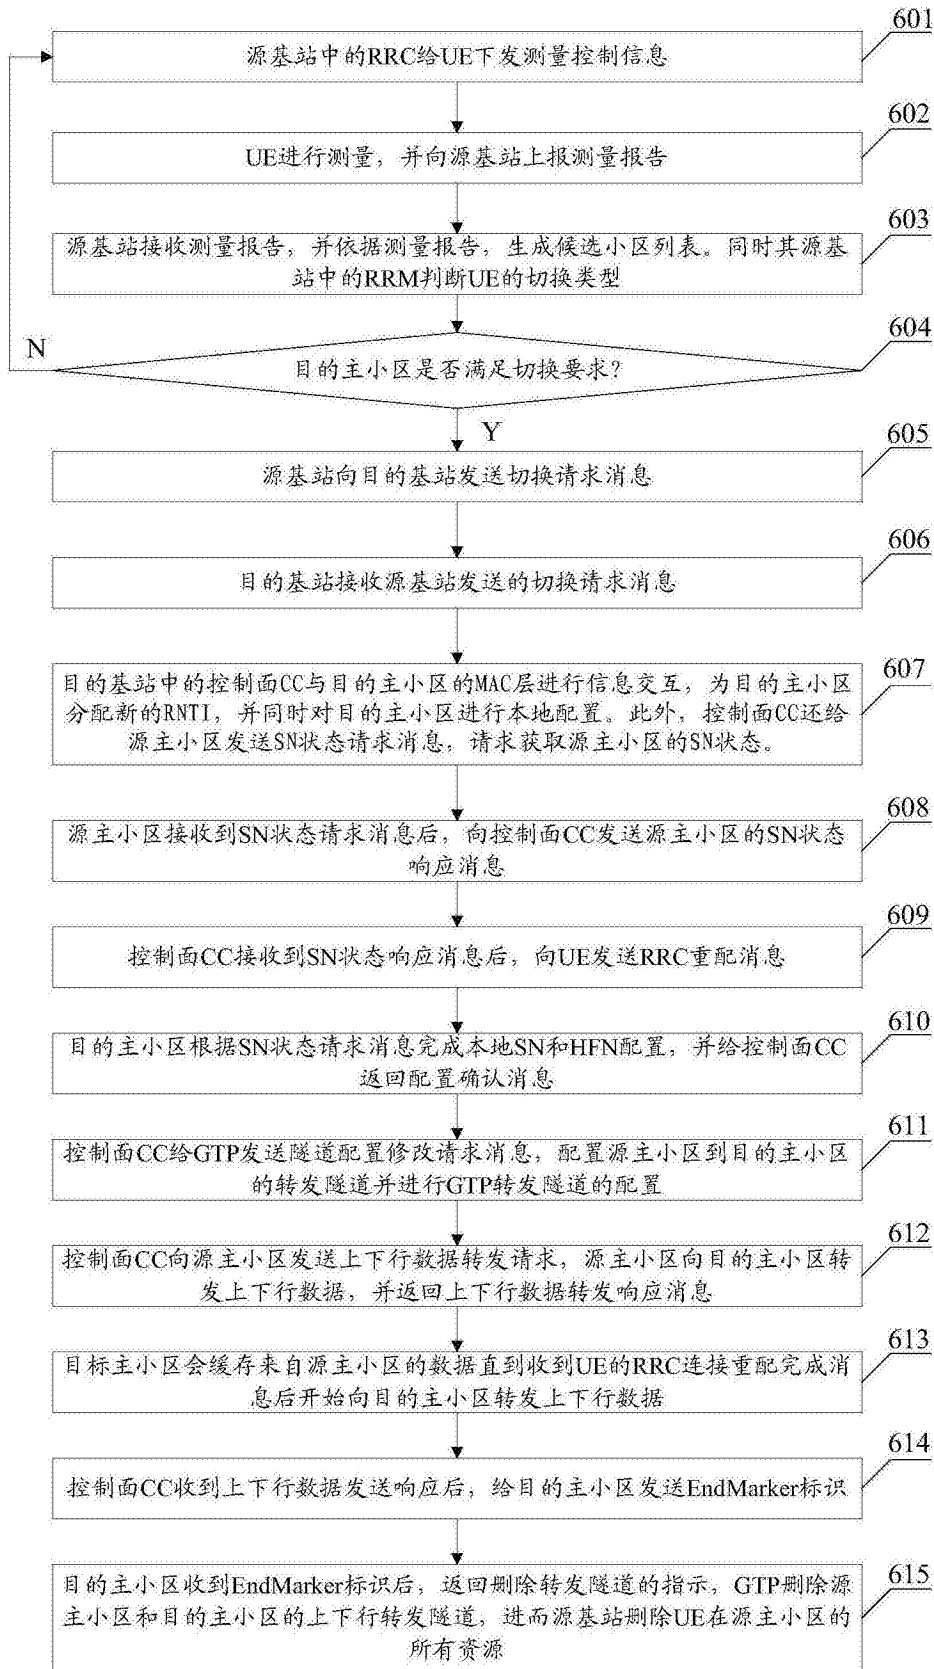 601
源基站中的RRC给UE下发测量控制信息
602
UE进行测量，并向源基站上报测量报告
603
源基站接收测量报告，并依据测量报告，生成候选小区列表。同时其源基
站中的RRM判断UE的切换类型
604
N
目的主小区是否满足切换要求？
Y
605
源基站向目的基站发送切换请求消息
606
目的基站接收源基站发送的切换请求消息
607
目的基站中的控制面CC与目的主小区的MAC层进行信息交互，为目的主小区
分配新的RNTI，并同时对目的主小区进行本地配置。此外，控制面CC还给
源主小区发送SN状态请求消息，请求获取源主小区的SN状态。
608
源主小区接收到SN状态请求消息后，向控制面CC发送源主小区的SN状态
响应消息
609
控制面CC接收到SN状态响应消息后，向UE发送RRC重配消息
610
目的主小区根据SN状态请求消息完成本地SN和HFN配置，并给控制面CC
返回配置确认消息
611
控制面CC给GTP发送隧道配置修改请求消息，配置源主小区到目的主小区
的转发隧道并进行GTP转发隧道的配置
612
控制面CC向源主小区发送上下行数据转发请求，源主小区向目的主小区转
发上下行数据，并返回上下行数据转发响应消息
613
目标主小区会缓存来自源主小区的数据直到收到UE的RRC连接重配完成消
息后开始向目的主小区转发上下行数据
614
控制面CC收到上下行数据发送响应后，给目的主小区发送EndMarker标识
615
目的主小区收到EndMarker标识后，返回删除转发隧道的指示，GTP删除源
主小区和目的主小区的上下行转发隧道，进而源基站删除UE在源主小区的
所有资源